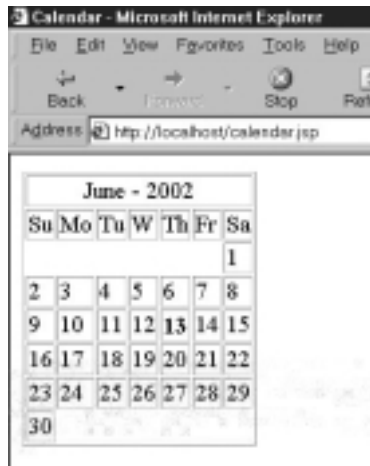 Calendar - Microsoft Internet Explorer
File Edit View Favorites Tools Help
Back Forward Stop
Address http://localhost/calendar.jsp
June - 2002
Su Mo Tu W Th Fr Sa
1
2 3 4 5 6 7 8
9 10 11 12 13 14 15
16 17 18 19 20 21 22
23 24 25 26 27 28 29
30